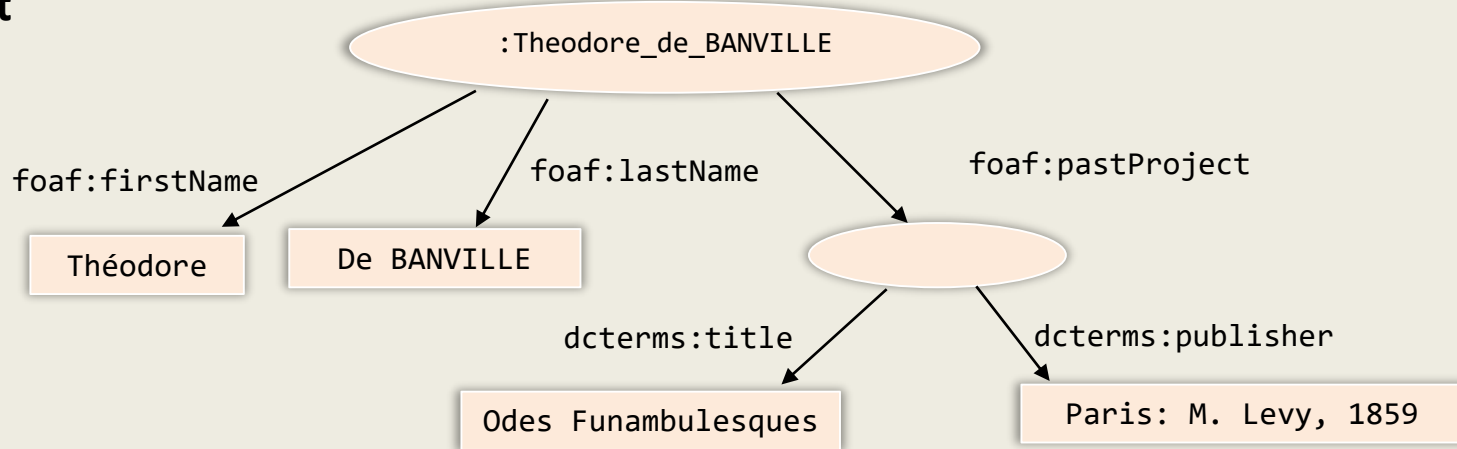 t
:Theodore_de_BANVILLE
foaf:firstName
foaf:lastName
foaf:pastProject
Théodore
De BANVILLE
dcterms:title
dcterms:publisher
Odes Funambulesques
Paris: M. Levy, 1859